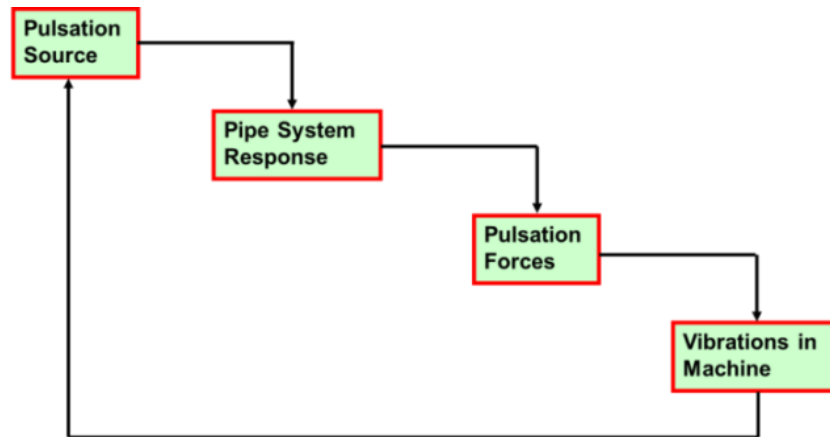 Pulsation
Source
Pipe System
Response
Pulsation
Forces
Vibrations in
Machine